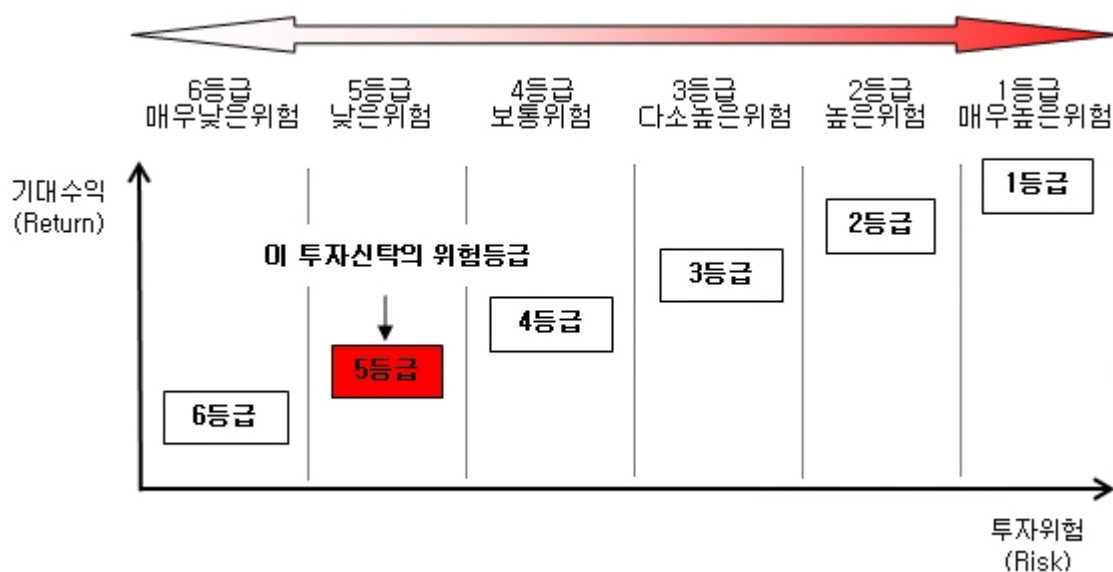 6등급 5등급 4등급 3등급 2등급 1등급
매우낮은위험 낮은위험 보통위험 다소높은위험 높은위험 매우높은위험
기대수익
(Return)
1등급
2등급
이 투자신탁의 위험등급
3등급
4등급
5등급
6등급
투자위험
(Risk)